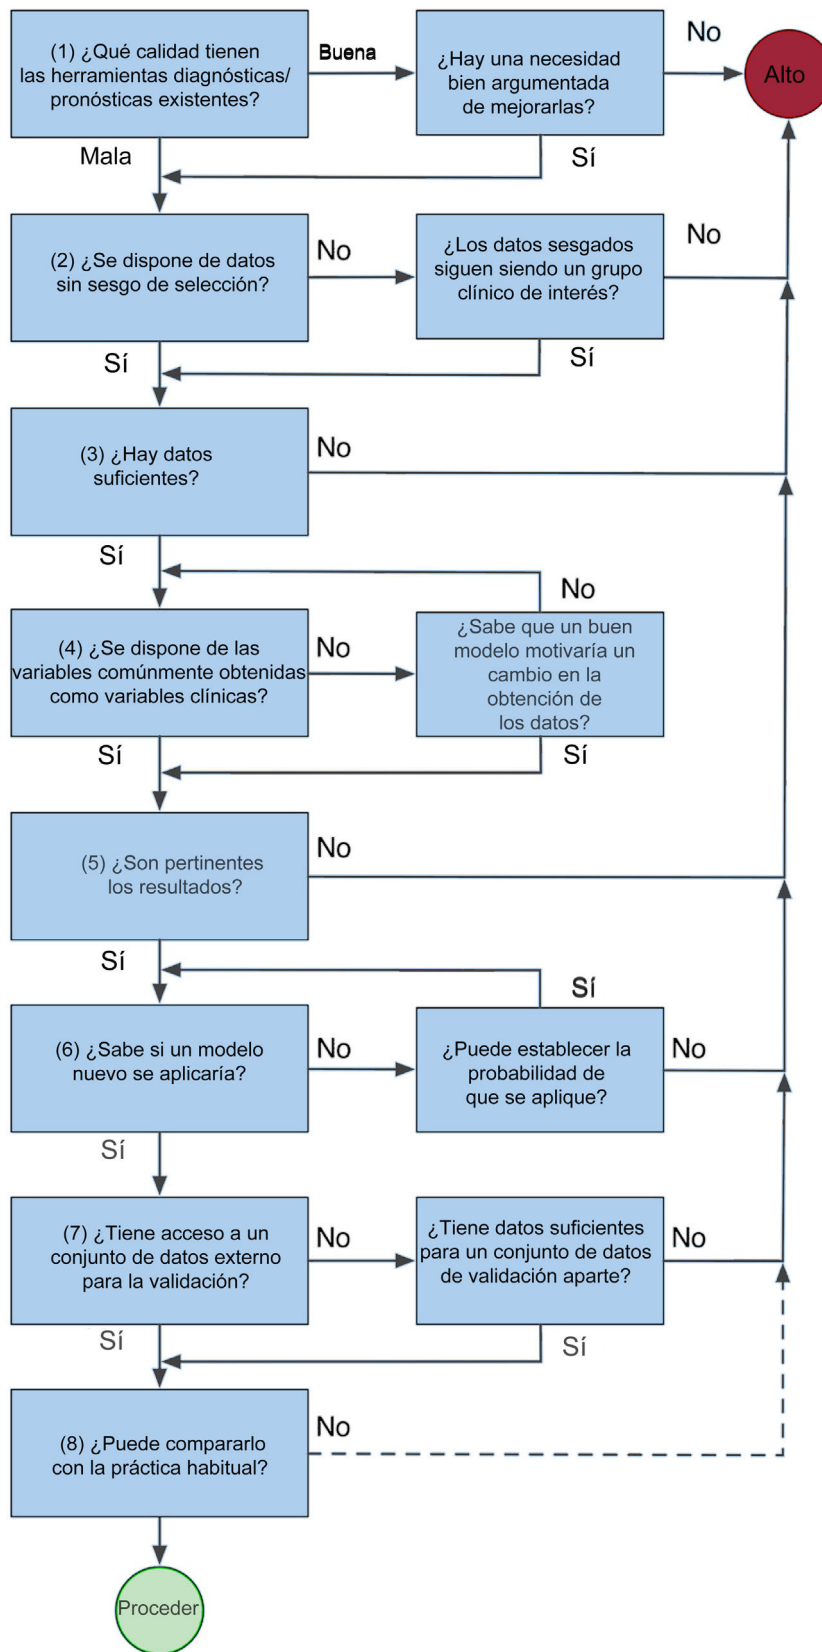 (1) ¿Qué calidad tienen
las herramientas diagnósticas/
pronósticas existentes?
Buena
¿Hay una necesidad
bien argumentada
de mejorarlas?
No
Alto
Mala
Sí
(2) ¿Se dispone de datos
sin sesgo de selección?
No
¿Los datos sesgados
siguen siendo un grupo
clínico de interés?
No
Sí
Sí
(3) ¿Hay datos
suficientes?
No
Sí
No
(4) ¿Se dispone de las
variables comúnmente obtenidas
como variables clínicas?
No
¿Sabe que un buen
modelo motivaría un
cambio en la
obtención de
los datos?
Sí
Sí
(5) ¿Son pertinentes
los resultados?
No
Sí
Sí
(6) ¿Sabe si un modelo
nuevo se aplicaría?
No
¿Puede establecer la
probabilidad de
que se aplique?
No
Sí
(7) ¿Tiene acceso a un
conjunto de datos externo
para la validación?
No
¿Tiene datos suficientes
para un conjunto de datos
de validación aparte?
No
Sí
Sí
(8) ¿Puede compararlo
con la práctica habitual?
No
Proceder